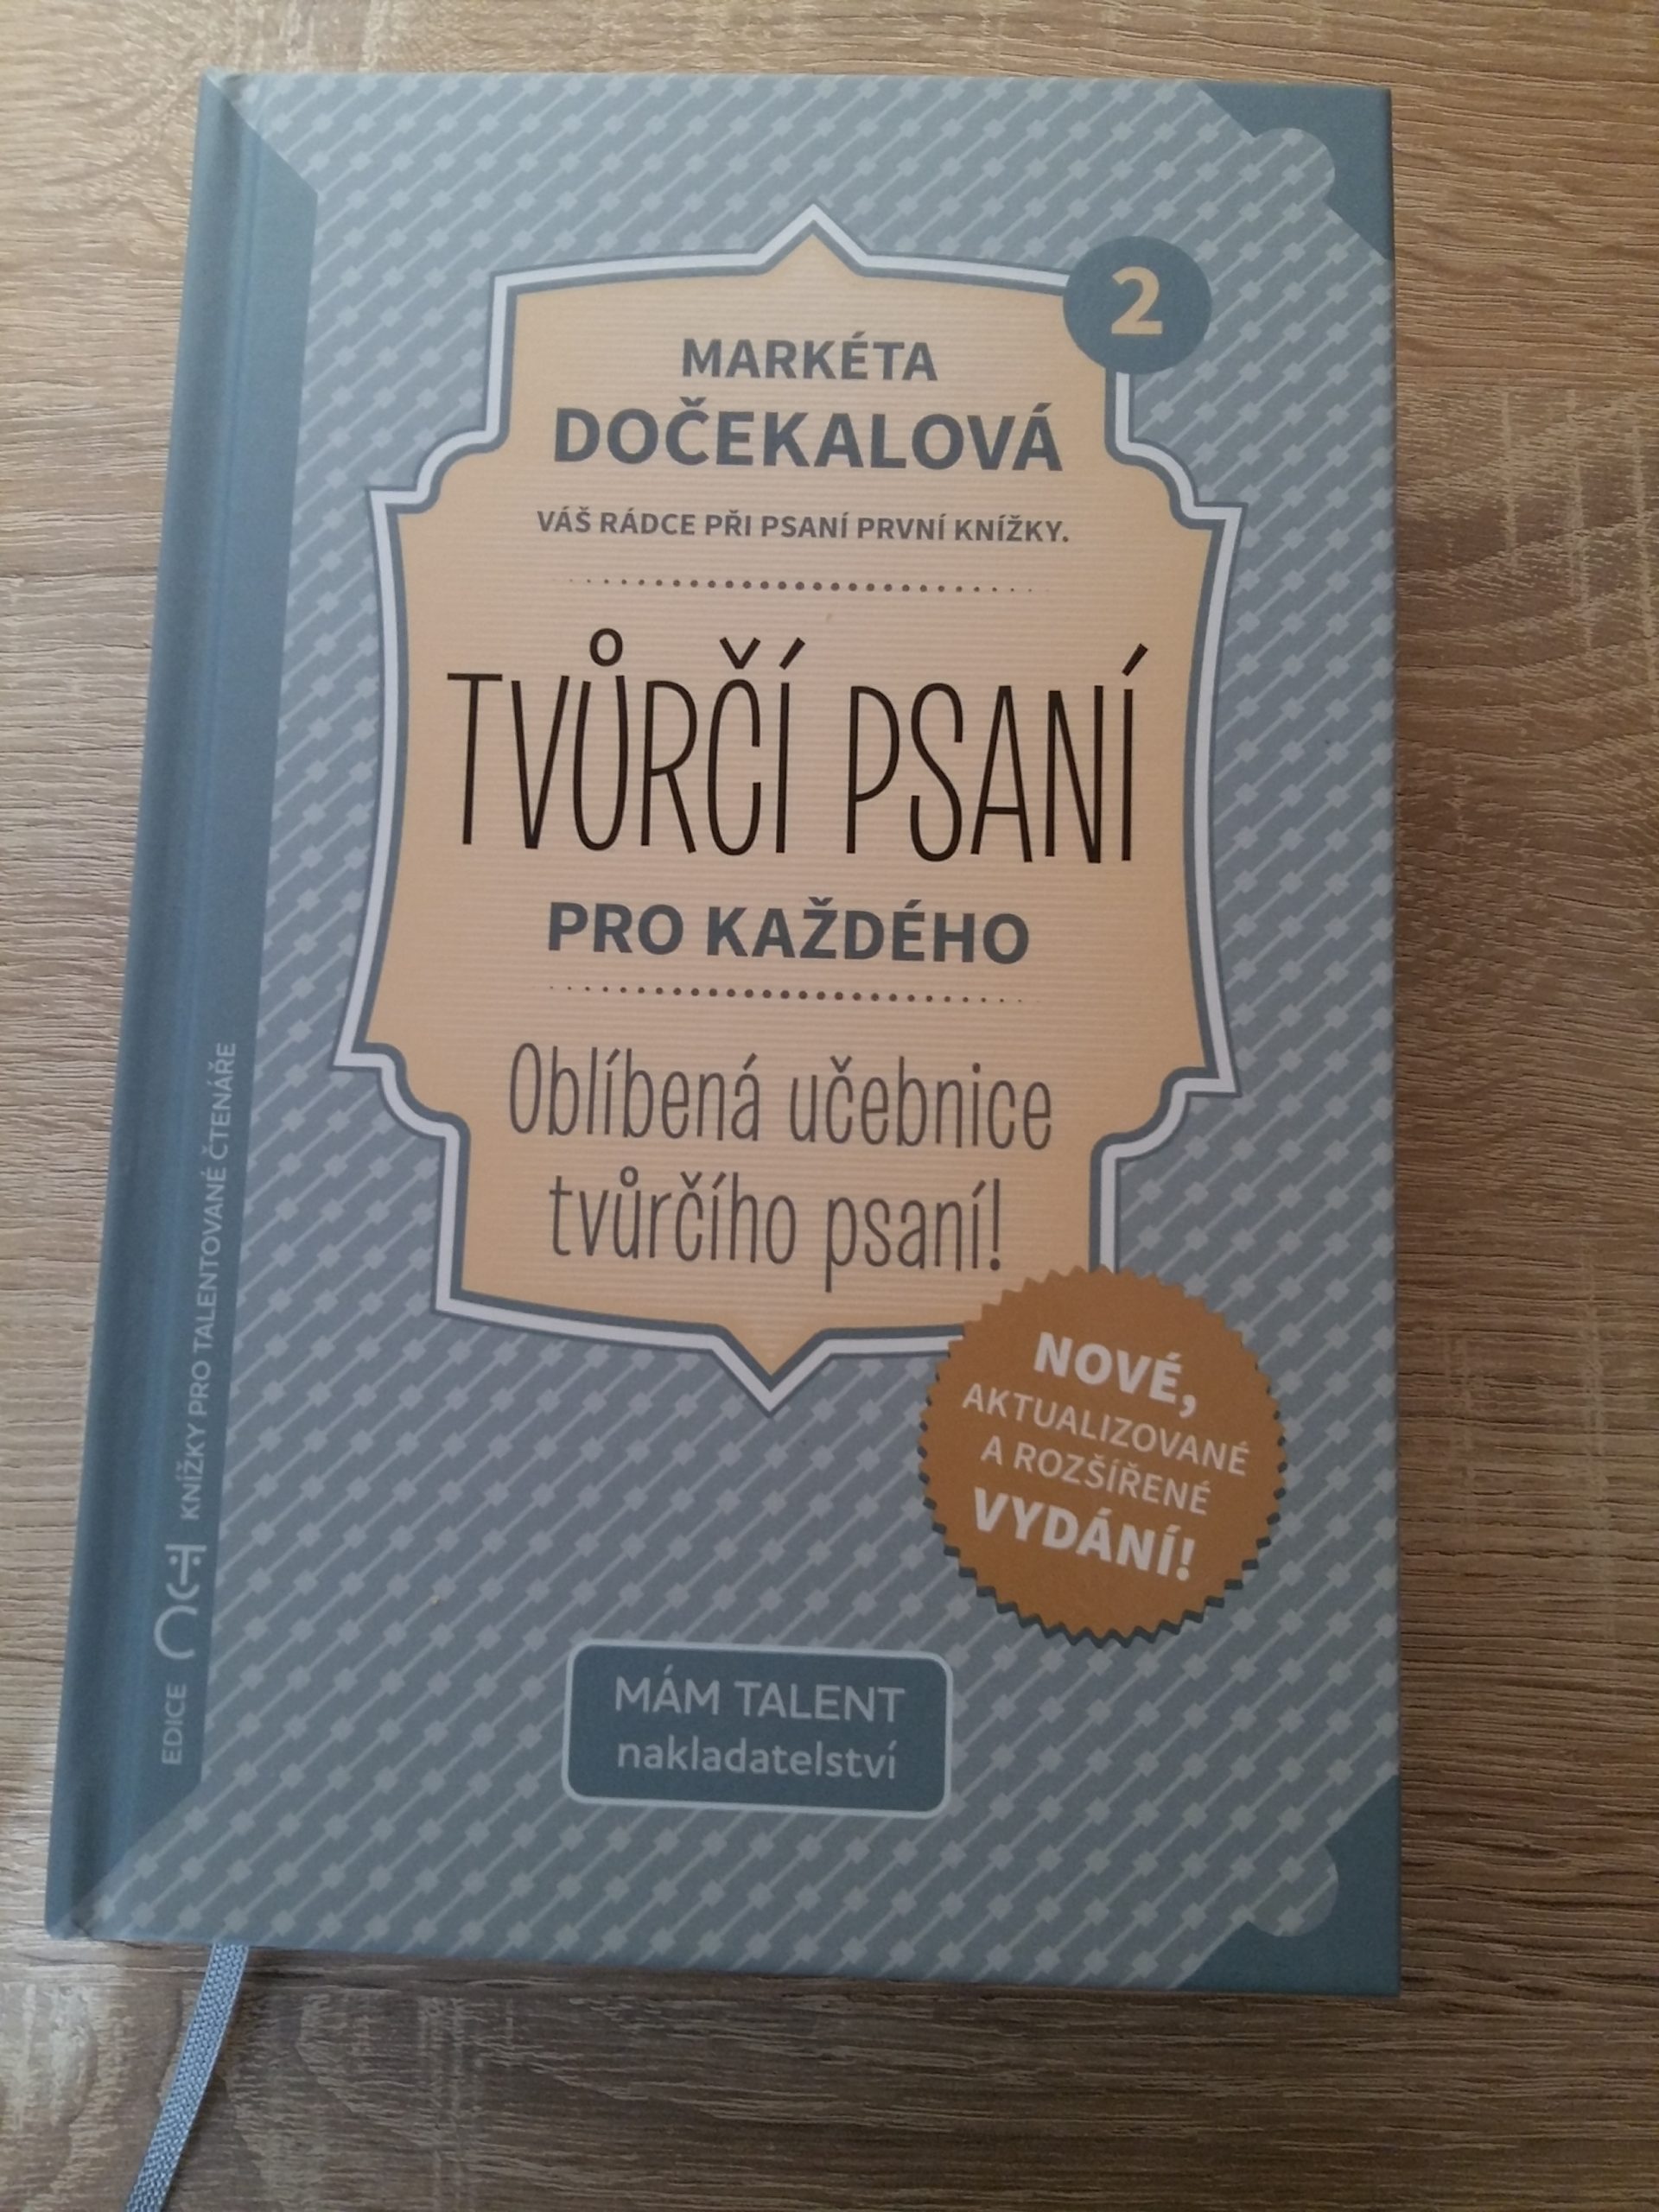 2
MARKÉTA
DOČEKALOVÁ
VÁŠ RÁDCE PŘI PSANÍ PRVNÍ KNÍŽKY.
TVŮRČÍ PSANÍ
PRO KAŽDÉHO
Oblíbená učebnice
tvůrčího psaní!
NOVÉ,
AKTUALIZOVANÉ
A ROZŠÍŘENÉ
VYDÁNÍ!
MÁM TALENT
nakladatelství
EDICE KNÍŽKY PRO TALENTOVANÉ ČTENÁŘE